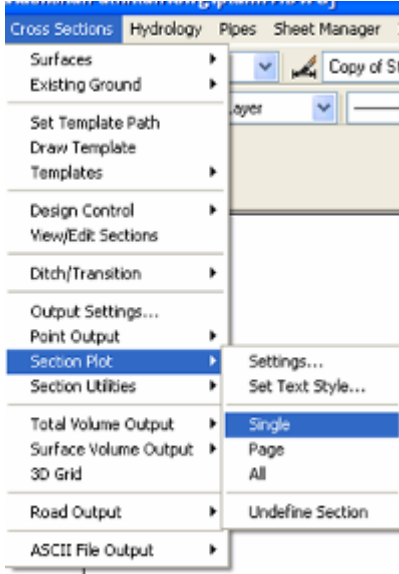 Cross Sections Hydrology Pipes Sheet Manager
Surfaces
Existing Ground
Copy of St
ayer
Set Template Path
Draw Template
Templates
Design Control
View/Edit Sections
Ditch/Transition
Output Settings...
Point Output
Section Plot
Section Utilities
Total Volume Output
Surface Volume Output
3D Grid
Road Output
ASCII File Output
Settings...
Set Text Style...
Single
Page
All
Undefine Section